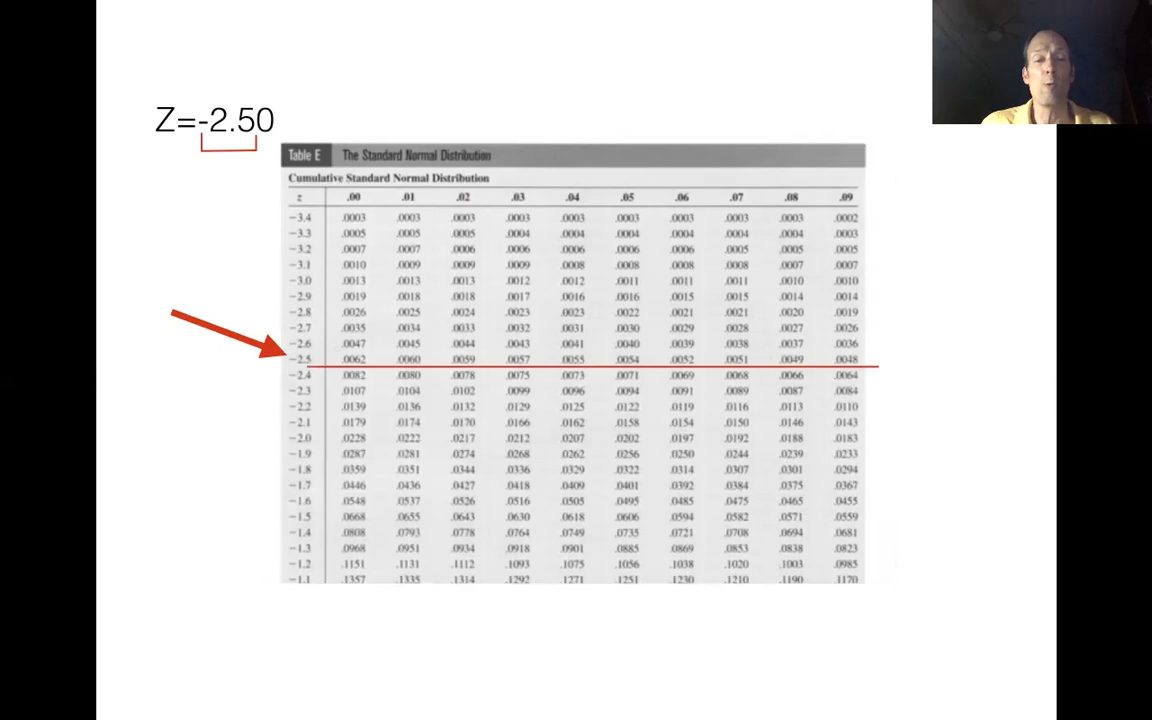 Z=-2.50
Table E The Standard Normal Distribution
Cumulative Standard Normal Distribution
z .00 .01 .02 .03 .04 .05 .06 .07 .08 .09
−3.4 .0003 .0003 .0003 .0003 .0003 .0003 .0003 .0003 .0003 .0002
−3.3 .0005 .0005 .0005 .0004 .0004 .0004 .0004 .0004 .0004 .0003
−3.2 .0007 .0007 .0006 .0006 .0006 .0006 .0006 .0005 .0005 .0005
−3.1 .0010 .0009 .0009 .0009 .0008 .0008 .0008 .0008 .0007 .0007
−3.0 .0013 .0013 .0013 .0012 .0012 .0011 .0011 .0011 .0010 .0010
−2.9 .0019 .0018 .0018 .0017 .0016 .0016 .0015 .0015 .0014 .0014
−2.8 .0026 .0025 .0024 .0023 .0023 .0022 .0021 .0021 .0020 .0019
−2.7 .0035 .0034 .0033 .0032 .0031 .0030 .0029 .0028 .0027 .0026
−2.6 .0047 .0045 .0044 .0043 .0041 .0040 .0039 .0038 .0037 .0036
−2.5 .0062 .0060 .0059 .0057 .0055 .0054 .0052 .0051 .0049 .0048
−2.4 .0082 .0080 .0078 .0075 .0073 .0071 .0069 .0068 .0066 .0064
−2.3 .0107 .0104 .0102 .0099 .0096 .0094 .0091 .0089 .0087 .0084
−2.2 .0139 .0136 .0132 .0129 .0125 .0122 .0119 .0116 .0113 .0110
−2.1 .0179 .0174 .0170 .0166 .0162 .0158 .0154 .0150 .0146 .0143
−2.0 .0228 .0222 .0217 .0212 .0207 .0202 .0197 .0192 .0188 .0183
−1.9 .0287 .0281 .0274 .0268 .0262 .0256 .0250 .0244 .0239 .0233
−1.8 .0359 .0351 .0344 .0336 .0329 .0322 .0314 .0307 .0301 .0294
−1.7 .0446 .0436 .0427 .0418 .0409 .0401 .0392 .0384 .0375 .0367
−1.6 .0548 .0537 .0526 .0516 .0505 .0495 .0485 .0475 .0465 .0455
−1.5 .0668 .0655 .0643 .0630 .0618 .0606 .0594 .0582 .0571 .0559
−1.4 .0808 .0793 .0778 .0764 .0749 .0735 .0721 .0708 .0694 .0681
−1.3 .0968 .0951 .0934 .0918 .0901 .0885 .0869 .0853 .0838 .0823
−1.2 .1151 .1131 .1112 .1093 .1075 .1056 .1038 .1020 .1003 .0985
−1.1 .1357 .1335 .1314 .1292 .1271 .1251 .1230 .1210 .1190 .1170